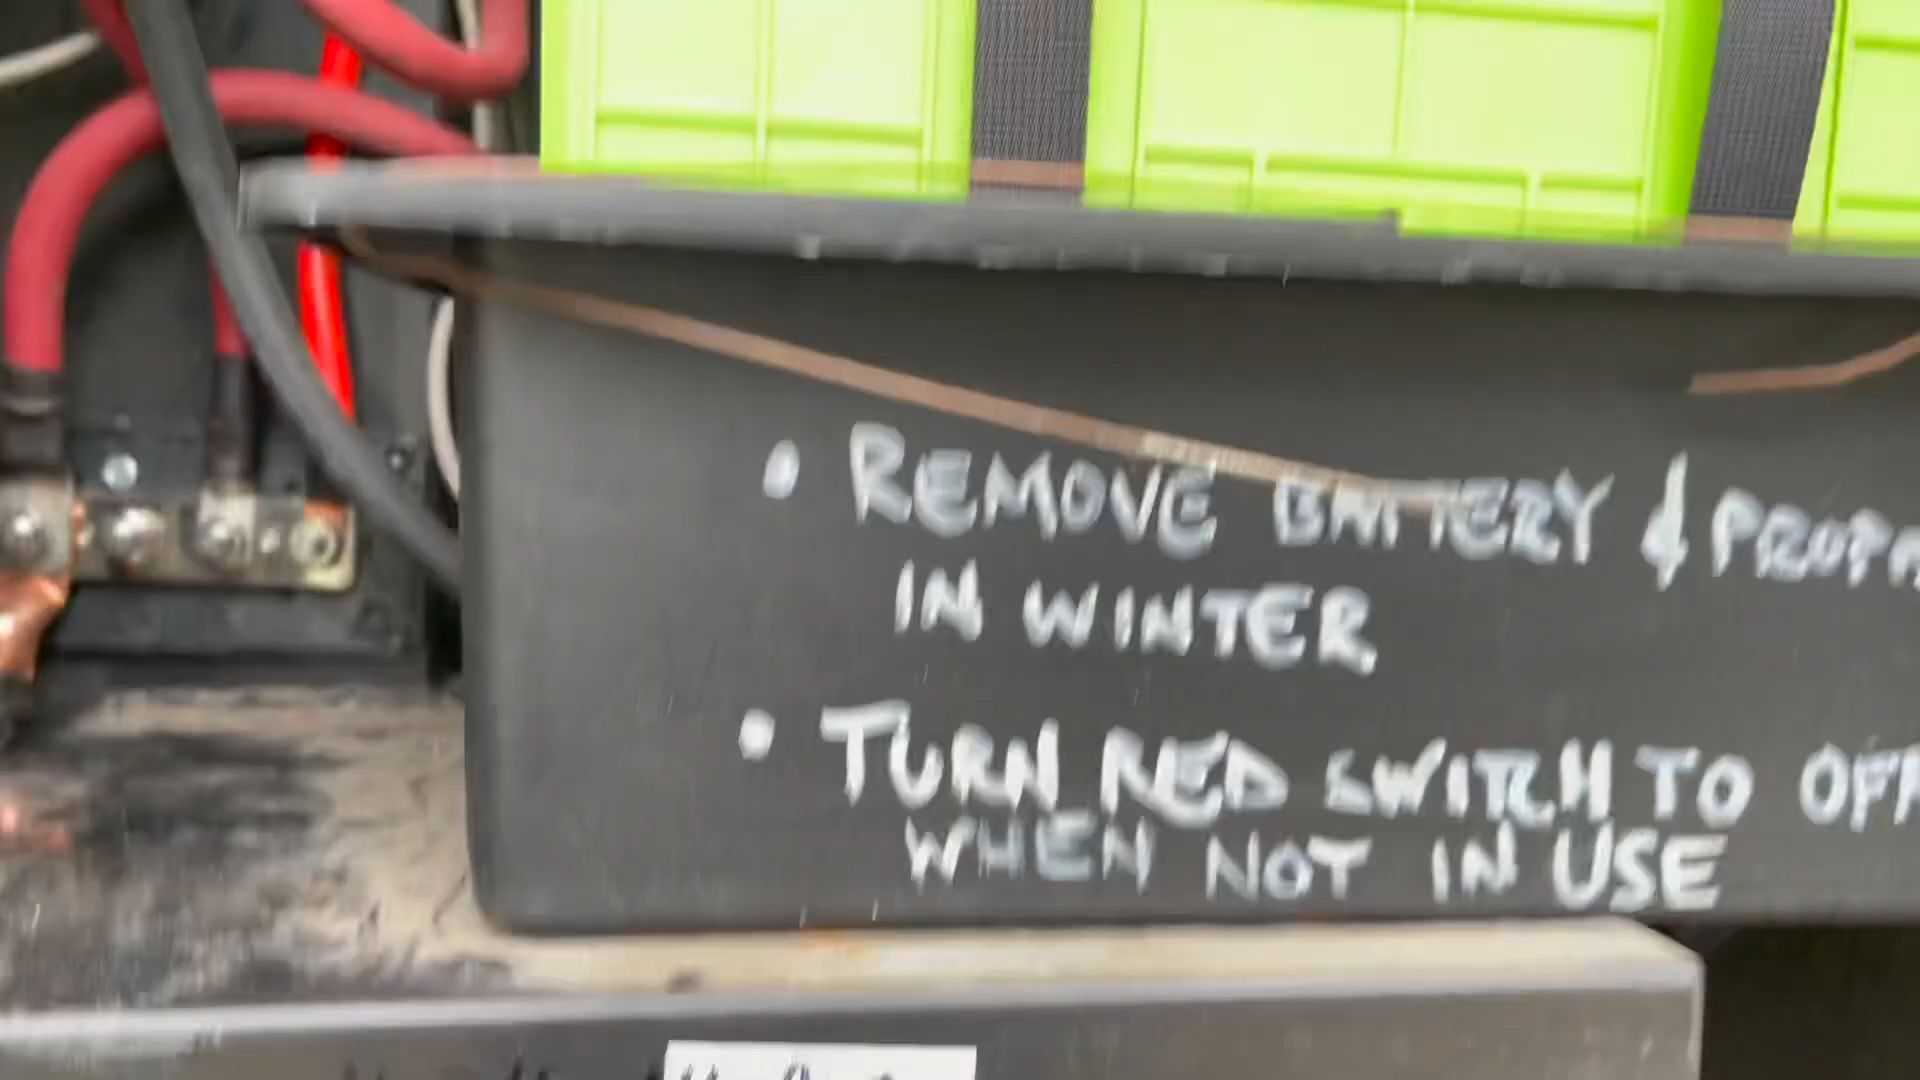 • REMOVE BATTERY & PROPA
IN WINTER
• TURN RED SWITCH TO OFF
WHEN NOT IN USE